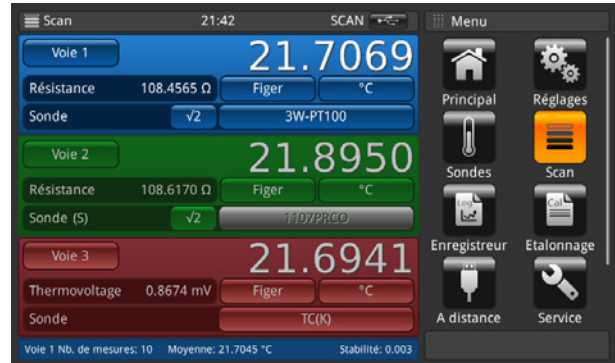 Scan 21:42 SCAN
Voie 1 21.7069
Résistance 108.4565 Ω Figer °C
Sonde √2 3W-PT100
Voie 2 21.8950
Résistance 108.6170 Ω Figer °C
Sonde (S) √2 1107PRCO
Voie 3 21.6941
Thermovoltage 0.8674 mV Figer °C
Sonde TC(K)
Voie 1 Nb. de mesures: 10 Moyenne: 21.7045 °C Stabilité: 0.003
Menu
Principal Réglages
Sondes Scan
Log Cal
Enregistreur Etalonnage
A distance Service